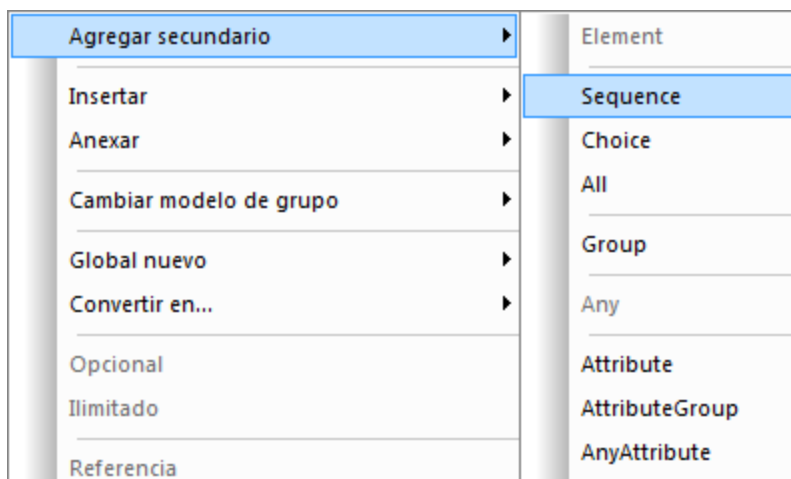 Agregar secundario
Insertar
Anexar
Cambiar modelo de grupo
Global nuevo
Convertir en...
Opcional
Ilimitado
Referencia
Element
Sequence
Choice
All
Group
Any
Attribute
AttributeGroup
AnyAttribute